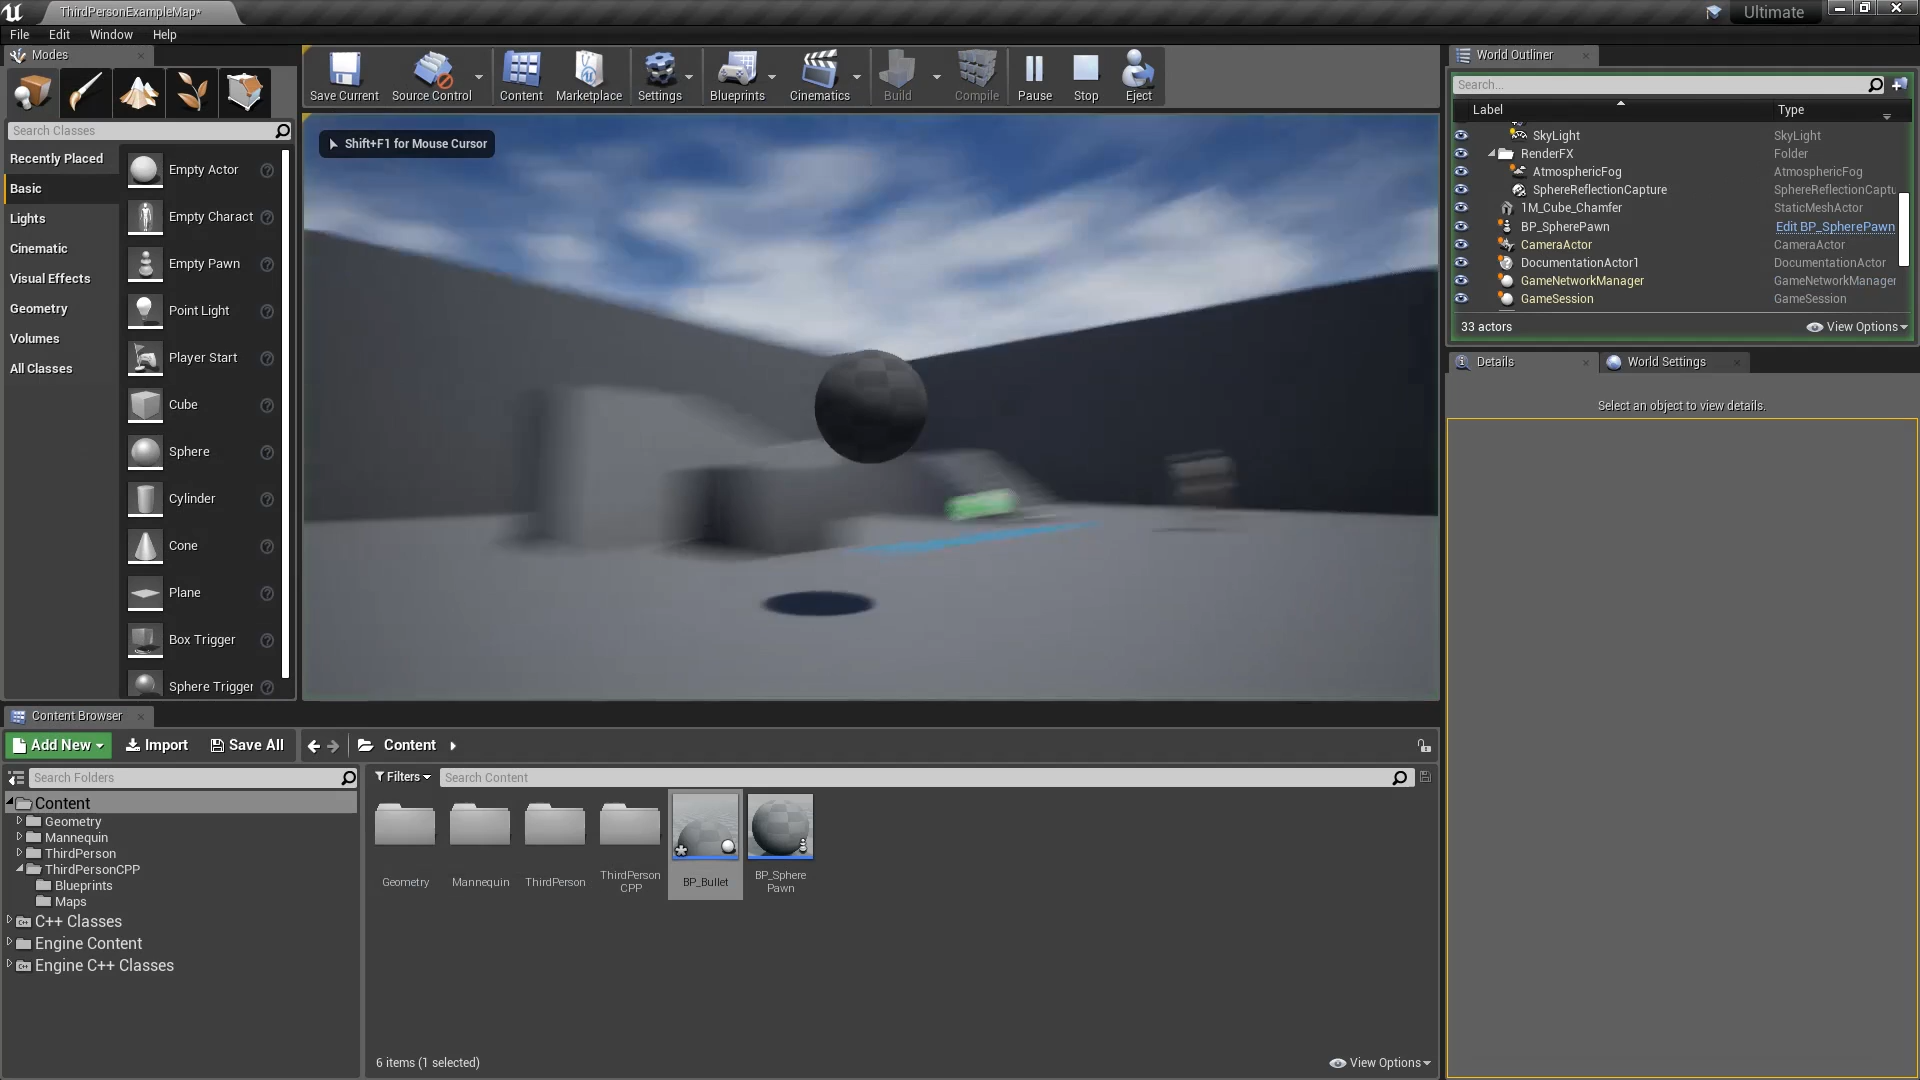 ThirdPersonExampleMap*
Ultimate
File Edit Window Help
Modes
Search Classes
Recently Placed
Basic
Lights
Cinematic
Visual Effects
Geometry
Volumes
All Classes
Empty Actor
Empty Charact
Empty Pawn
Point Light
Player Start
Cube
Sphere
Cylinder
Cone
Plane
Box Trigger
Sphere Trigger
Save Current
Source Control
Content
Marketplace
Settings
Blueprints
Cinematics
Build
Compile
Pause
Stop
Eject
Shift+F1 for Mouse Cursor
World Outliner
Search...
Label Type
SkyLight SkyLight
RenderFX Folder
AtmosphericFog AtmosphericFog
SphereReflectionCapture SphereReflectionCaptu
1M_Cube_Chamfer StaticMeshActor
BP_SpherePawn Edit BP_SpherePawn
CameraActor CameraActor
DocumentationActor1 DocumentationActor
GameNetworkManager GameNetworkManager
GameSession GameSession
33 actors
View Options
Details
World Settings
Select an object to view details.
Content Browser
Add New
Import
Save All
Content
Search Folders
Content
Geometry
Mannequin
ThirdPerson
ThirdPersonCPP
Blueprints
Maps
C++ Classes
Engine Content
Engine C++ Classes
Filters
Search Content
Geometry
Mannequin
ThirdPerson
ThirdPerson
CPP
BP_Bullet
BP_Sphere
Pawn
6 items (1 selected)
View Options